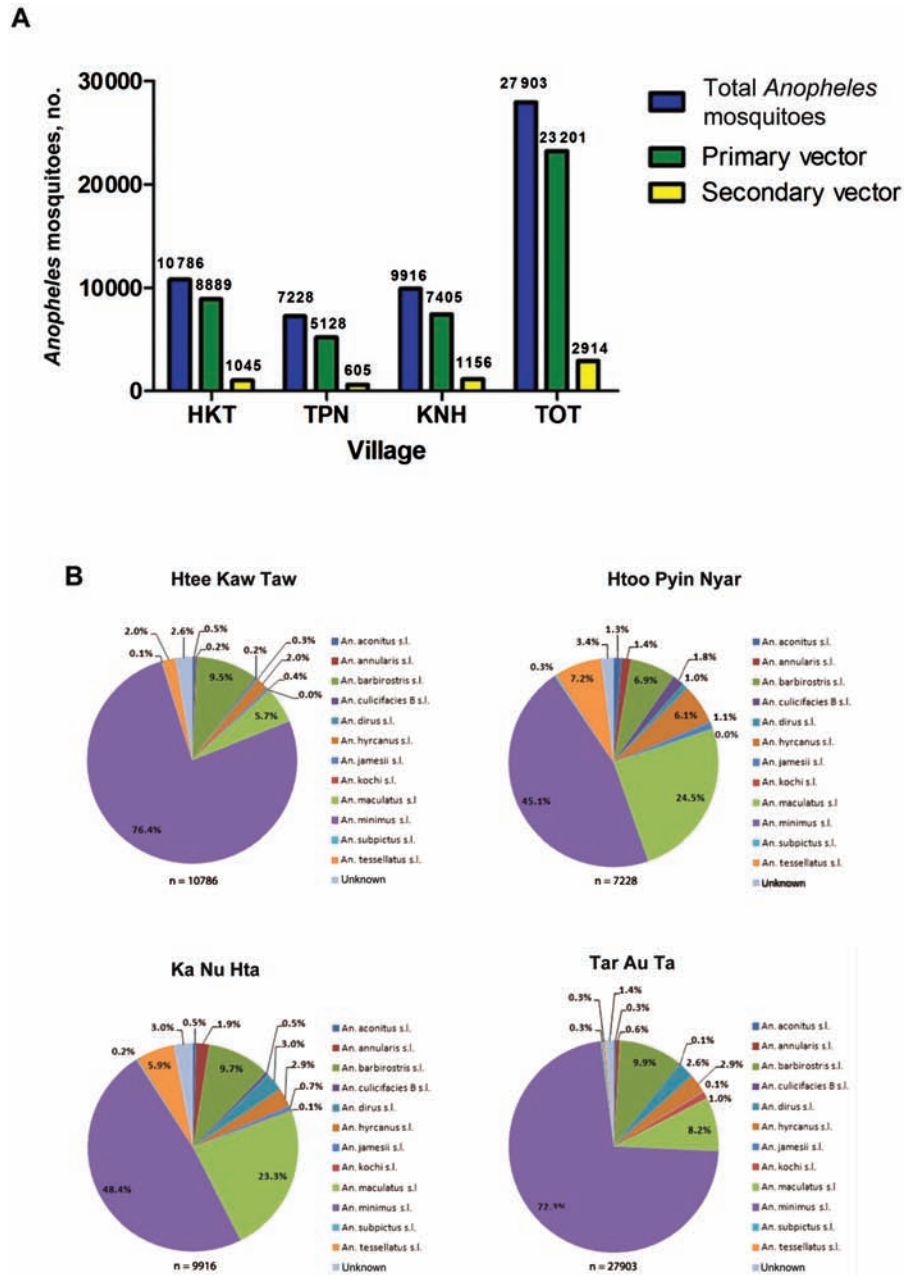 A
30000
20000
10000
0
Anopheles mosquitoes, no.
10 786
8889
1045
7228
5128
605
9916
7405
1156
27 903
23 201
2914
HKT
TPN
KNH
TOT
Village
Total Anopheles
mosquitoes
Primary vector
Secondary vector
B
Htee Kaw Taw
2.0%
2.6%
0.5%
0.1%
0.2%
0.2%
0.3%
2.0%
0.4%
0.0%
9.5%
5.7%
76.4%
n = 10786
An. aconitus s.l.
An. annularis s.l.
An. barbirostris s.l.
An. culicifacies B s.l.
An. dirus s.l.
An. hyrcanus s.l.
An. jamesii s.l.
An. kochi s.l.
An. maculatus s.l
An. minimus s.l.
An. subpictus s.l.
An. tessellatus s.l.
Unknown
Htoo Pyin Nyar
3.4%
1.3%
1.4%
0.3%
7.2%
6.9%
1.8%
1.0%
6.1%
1.1%
0.0%
45.1%
24.5%
n = 7228
An. aconitus s.l.
An. annularis s.l.
An. barbirostris s.l.
An. culicifacies B s.l.
An. dirus s.l.
An. hyrcanus s.l.
An. jamesii s.l.
An. kochi s.l.
An. maculatus s.l
An. minimus s.l.
An. subpictus s.l.
An. tessellatus s.l.
Unknown
Ka Nu Hta
3.0%
0.5%
1.9%
0.2%
5.9%
9.7%
0.5%
3.0%
2.9%
0.7%
0.1%
48.4%
23.3%
n = 9916
An. aconitus s.l.
An. annularis s.l.
An. barbirostris s.l.
An. culicifacies B s.l.
An. dirus s.l.
An. hyrcanus s.l.
An. jamesii s.l.
An. kochi s.l.
An. maculatus s.l
An. minimus s.l.
An. subpictus s.l.
An. tessellatus s.l.
Unknown
Tar Au Ta
1.4%
0.3%
0.3%
0.3%
0.6%
9.9%
0.1%
2.6%
2.9%
0.1%
1.0%
8.2%
n = 27903
An. aconitus s.l.
An. annularis s.l.
An. barbirostris s.l.
An. culicifacies B s.l.
An. dirus s.l.
An. hyrcanus s.l.
An. jamesii s.l.
An. kochi s.l.
An. maculatus s.l
An. minimus s.l.
An. subpictus s.l.
An. tessellatus s.l.
Unknown